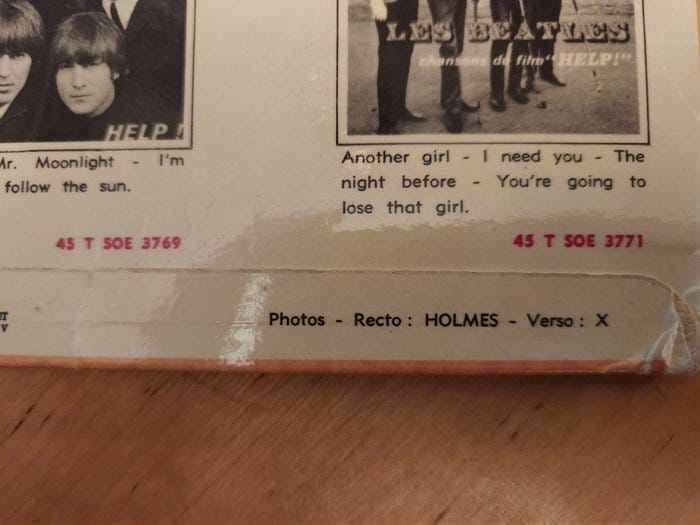 HELP !
LES BEATLES
chansons du film "HELP!"
Mr. Moonlight - I'm
follow the sun.
45 T SOE 3769
Another girl - I need you - The
night before - You're going to
lose that girl.
45 T SOE 3771
Photos - Recto : HOLMES - Verso : X